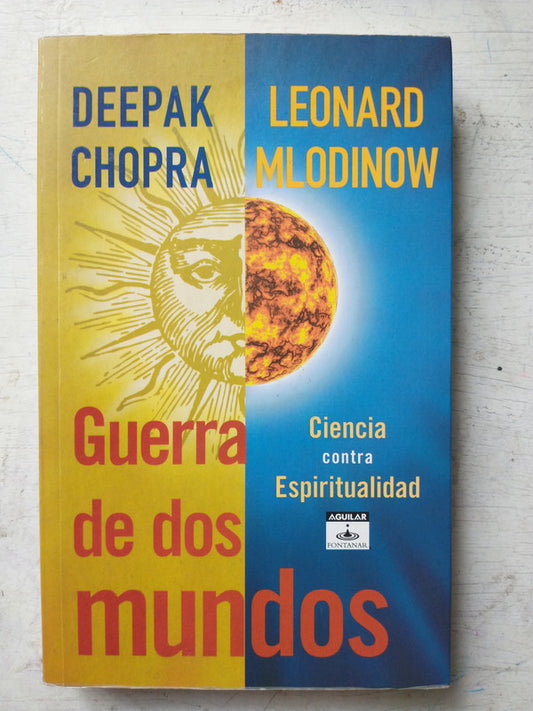 DEEPAK
CHOPRA
LEONARD
MLODINOW
Guerra
de dos
mundos
Ciencia
contra
Espiritualidad
AGUILAR
FONTANAR